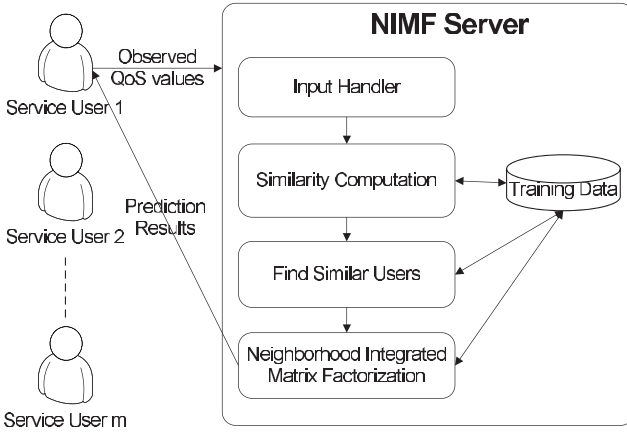 NIMF Server
Observed
QoS values
Service User 1
Input Handler
Similarity Computation
Training Data
Service User 2
Prediction
Results
Find Similar Users
Neighborhood Integrated
Matrix Factorization
Service User m